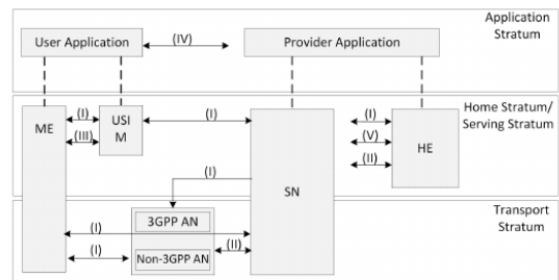 Application
Stratum
User Application
(IV)
Provider Application
Home Stratum/
Serving Stratum
ME
(I)
(III)
USI
M
(I)
SN
(I)
(V)
(II)
HE
(I)
Transport
Stratum
3GPP AN
(I)
(I)
Non-3GPP AN
(II)